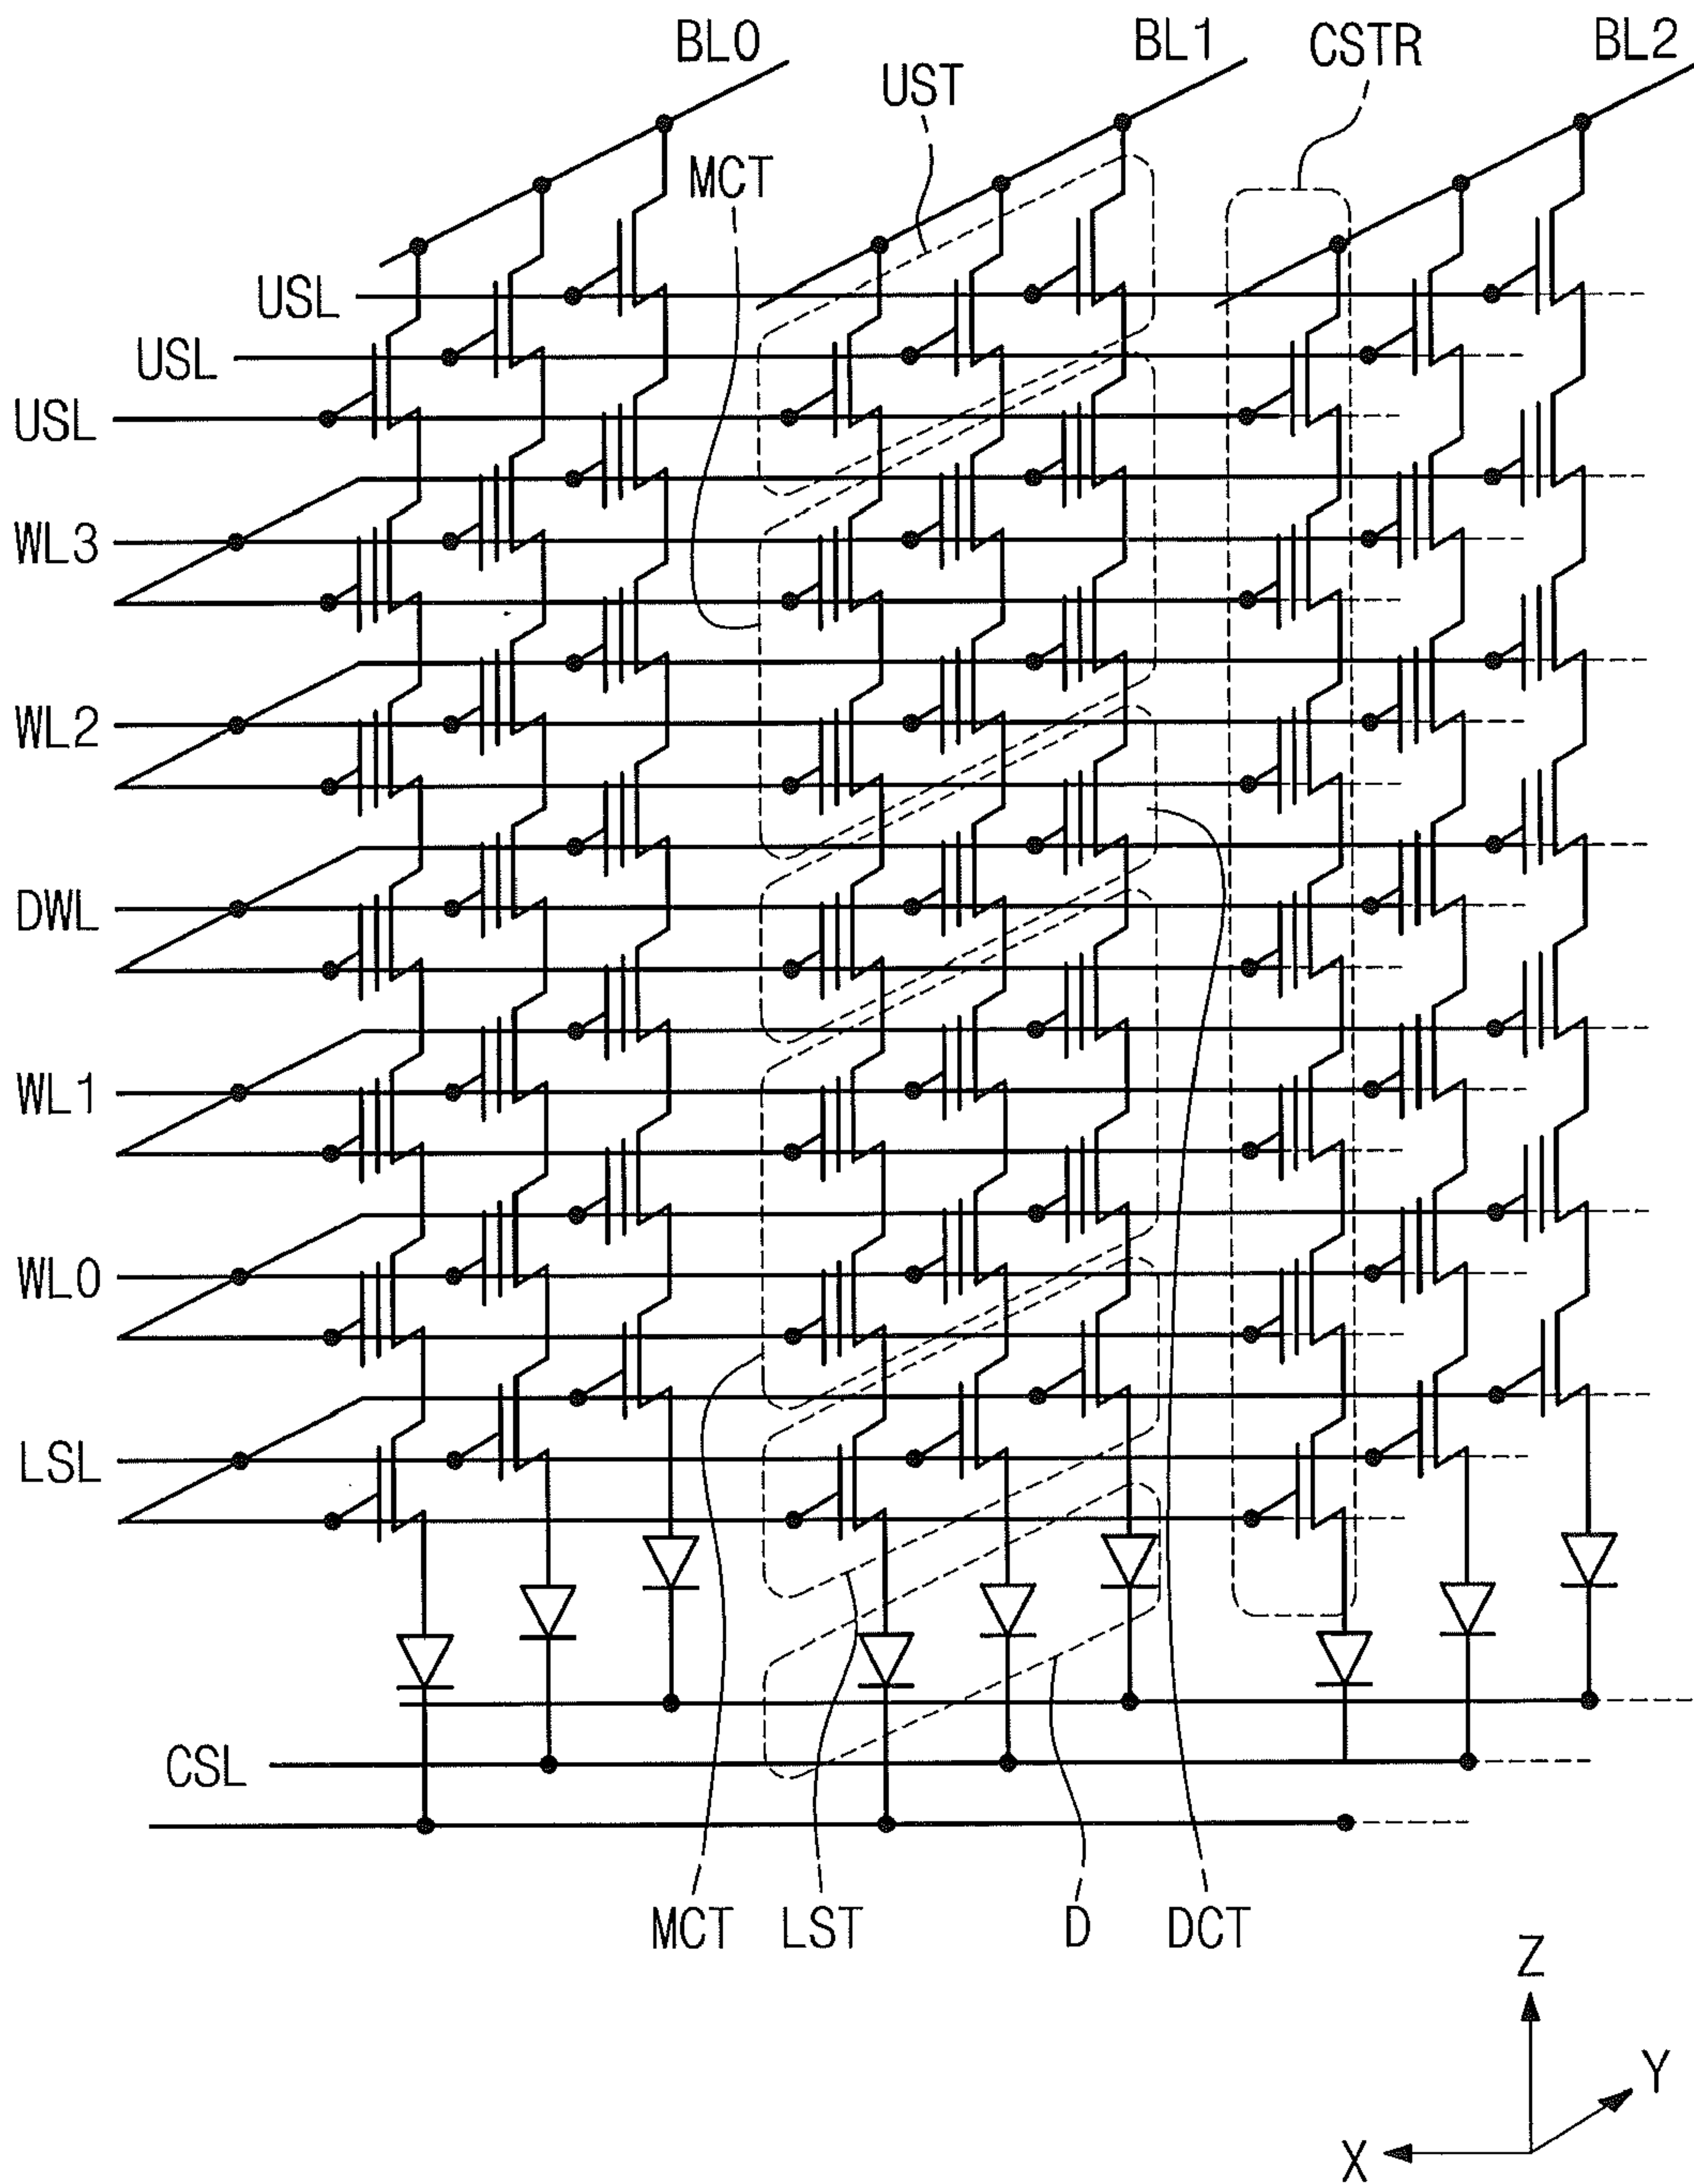 BL0
BL1
CSTR
BL2
UST
MCT
USL
USL
USL
WL3
WL2
DWL
WL1
WL0
LSL
CSL
MCT
LST
D
DCT
Z
Y
X